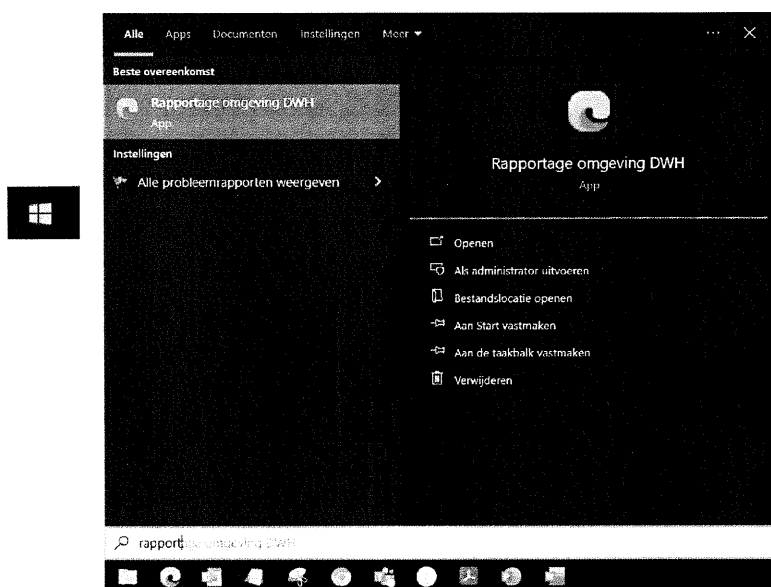 Alle Apps Documenten Instellingen Meer
Beste overeenkomst
Rapportage omgeving DWH
App
Instellingen
Alle probleemrapporten weergeven
Rapportage omgeving DWH
App
Openen
Als administrator uitvoeren
Bestandslocatie openen
Aan Start vastmaken
Aan de taakbalk vastmaken
Verwijderen
rapportage omgeving DWH